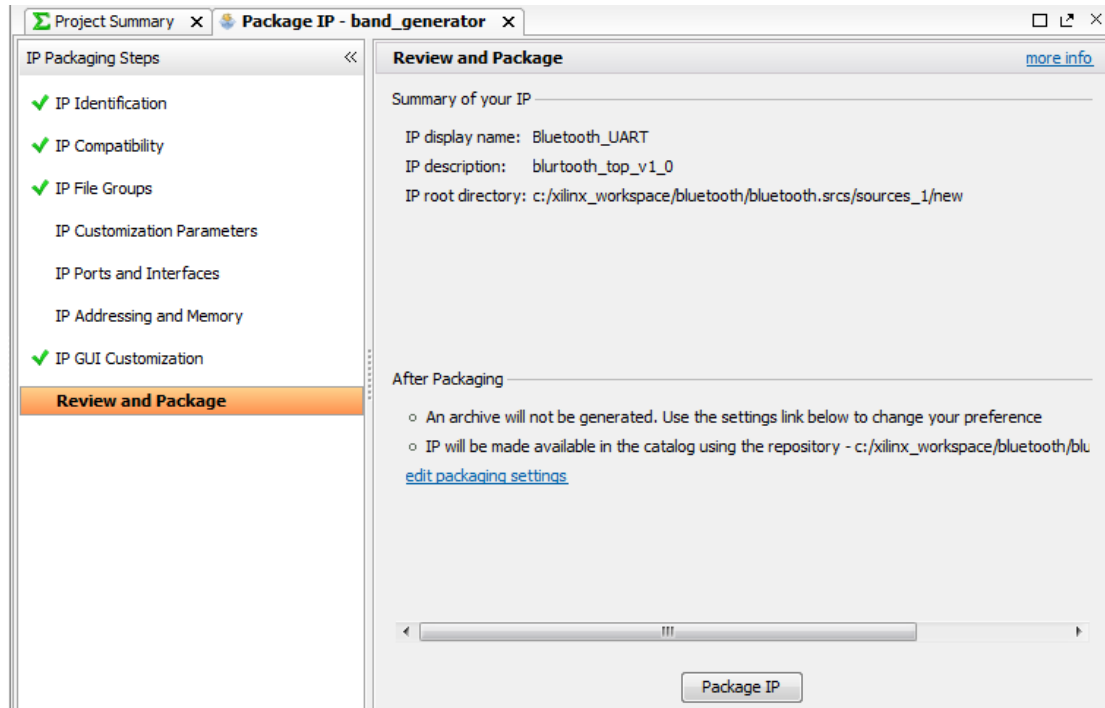 Project Summary
Package IP - band_generator
IP Packaging Steps
IP Identification
IP Compatibility
IP File Groups
IP Customization Parameters
IP Ports and Interfaces
IP Addressing and Memory
IP GUI Customization
Review and Package
Review and Package more info
Summary of your IP
IP display name: Bluetooth_UART
IP description: blurtooth_top_v1_0
IP root directory: c:/xilinx_workspace/bluetooth/bluetooth.srcs/sources_1/new
After Packaging
An archive will not be generated. Use the settings link below to change your preference
IP will be made available in the catalog using the repository - c:/xilinx_workspace/bluetooth/blu
edit packaging settings
Package IP